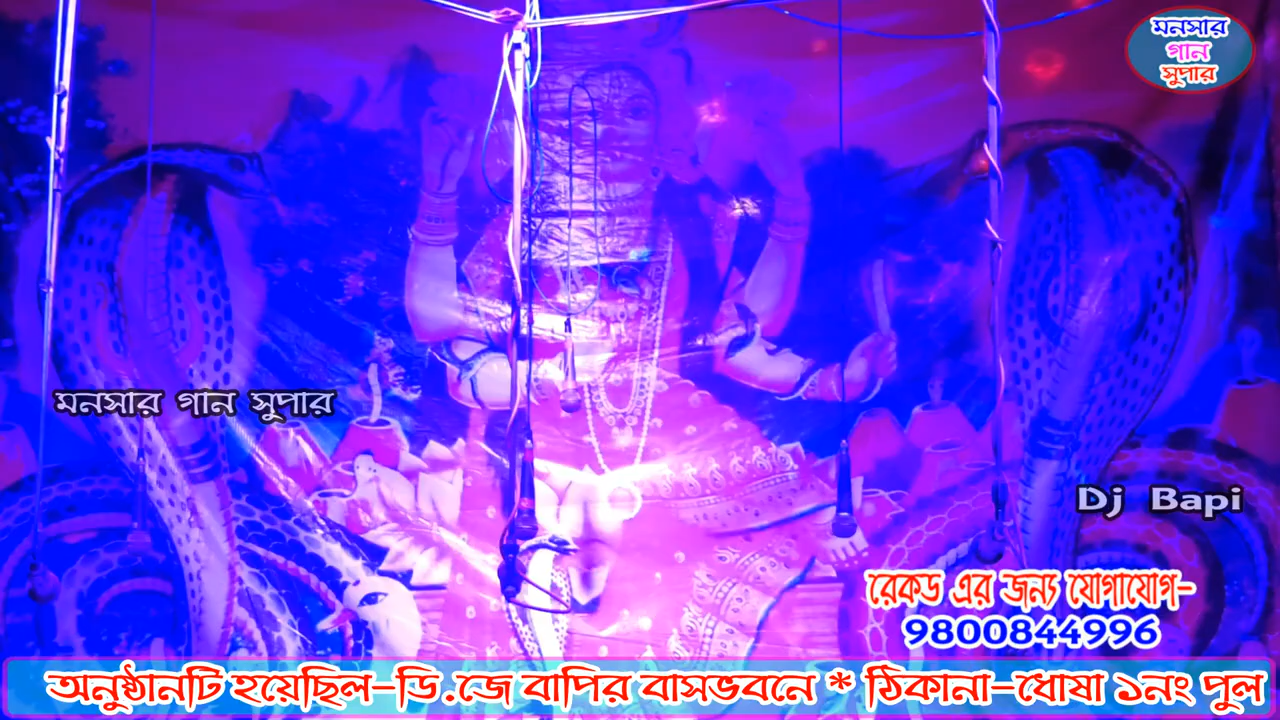 মনসার
গান
সুপার
মনসার গান সুপার
Dj Bapi
রেকড এর জন্য যোগাযোগ-
9800844996
অনুষ্ঠানটি হয়েছিল-ডি.জে বাপির বাসভবনে * ঠিকানা-ধোষা ১নং পুল